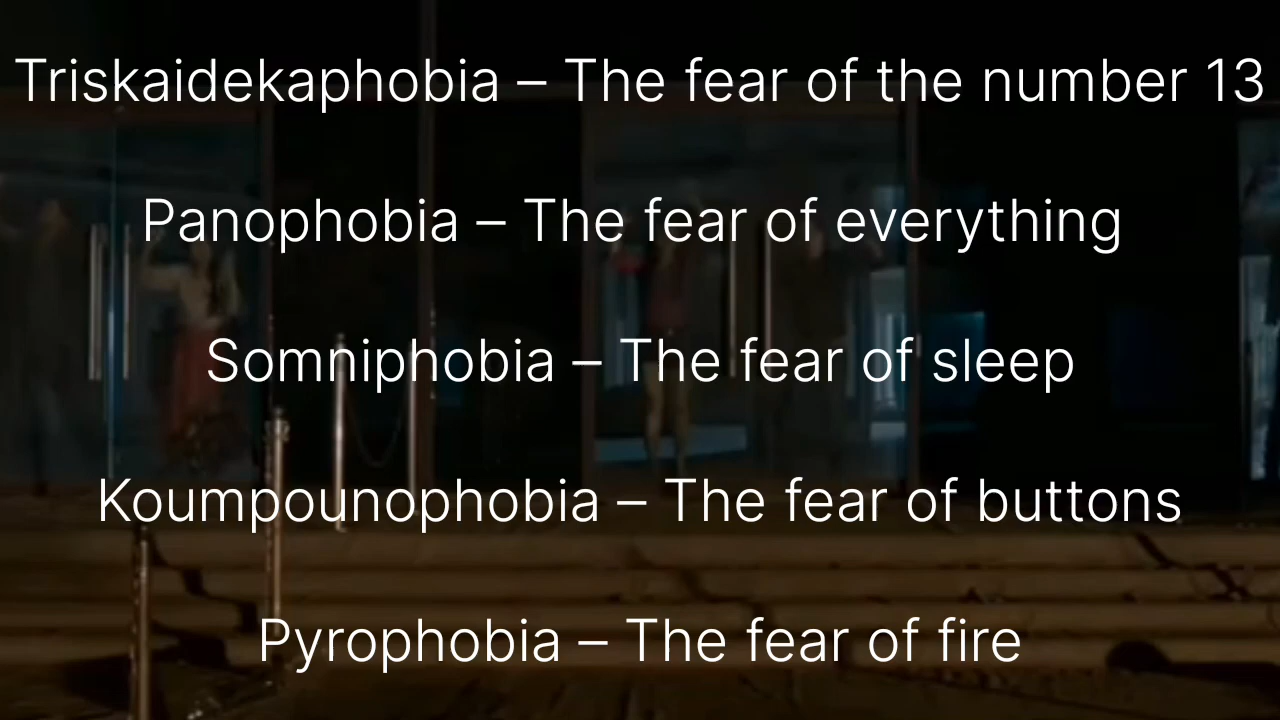 Triskaidekaphobia – The fear of the number 13
Panophobia – The fear of everything
Somniphobia – The fear of sleep
Koumpounophobia – The fear of buttons
Pyrophobia – The fear of fire